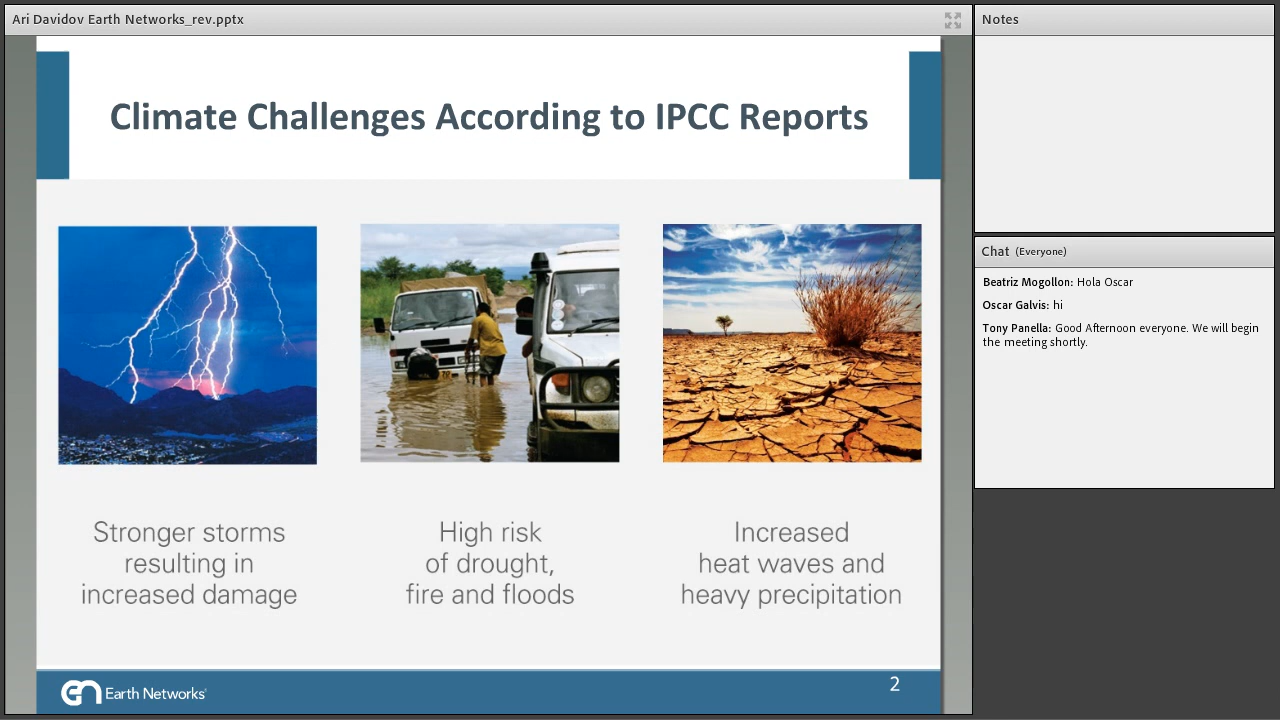 Ari Davidov Earth Networks_rev.pptx
Climate Challenges According to IPCC Reports
Stronger storms
resulting in
increased damage
High risk
of drought,
fire and floods
Increased
heat waves and
heavy precipitation
Earth Networks
2
Notes
Chat (Everyone)
Beatriz Mogollon: Hola Oscar
Oscar Galvis: hi
Tony Panella: Good Afternoon everyone. We will begin
the meeting shortly.